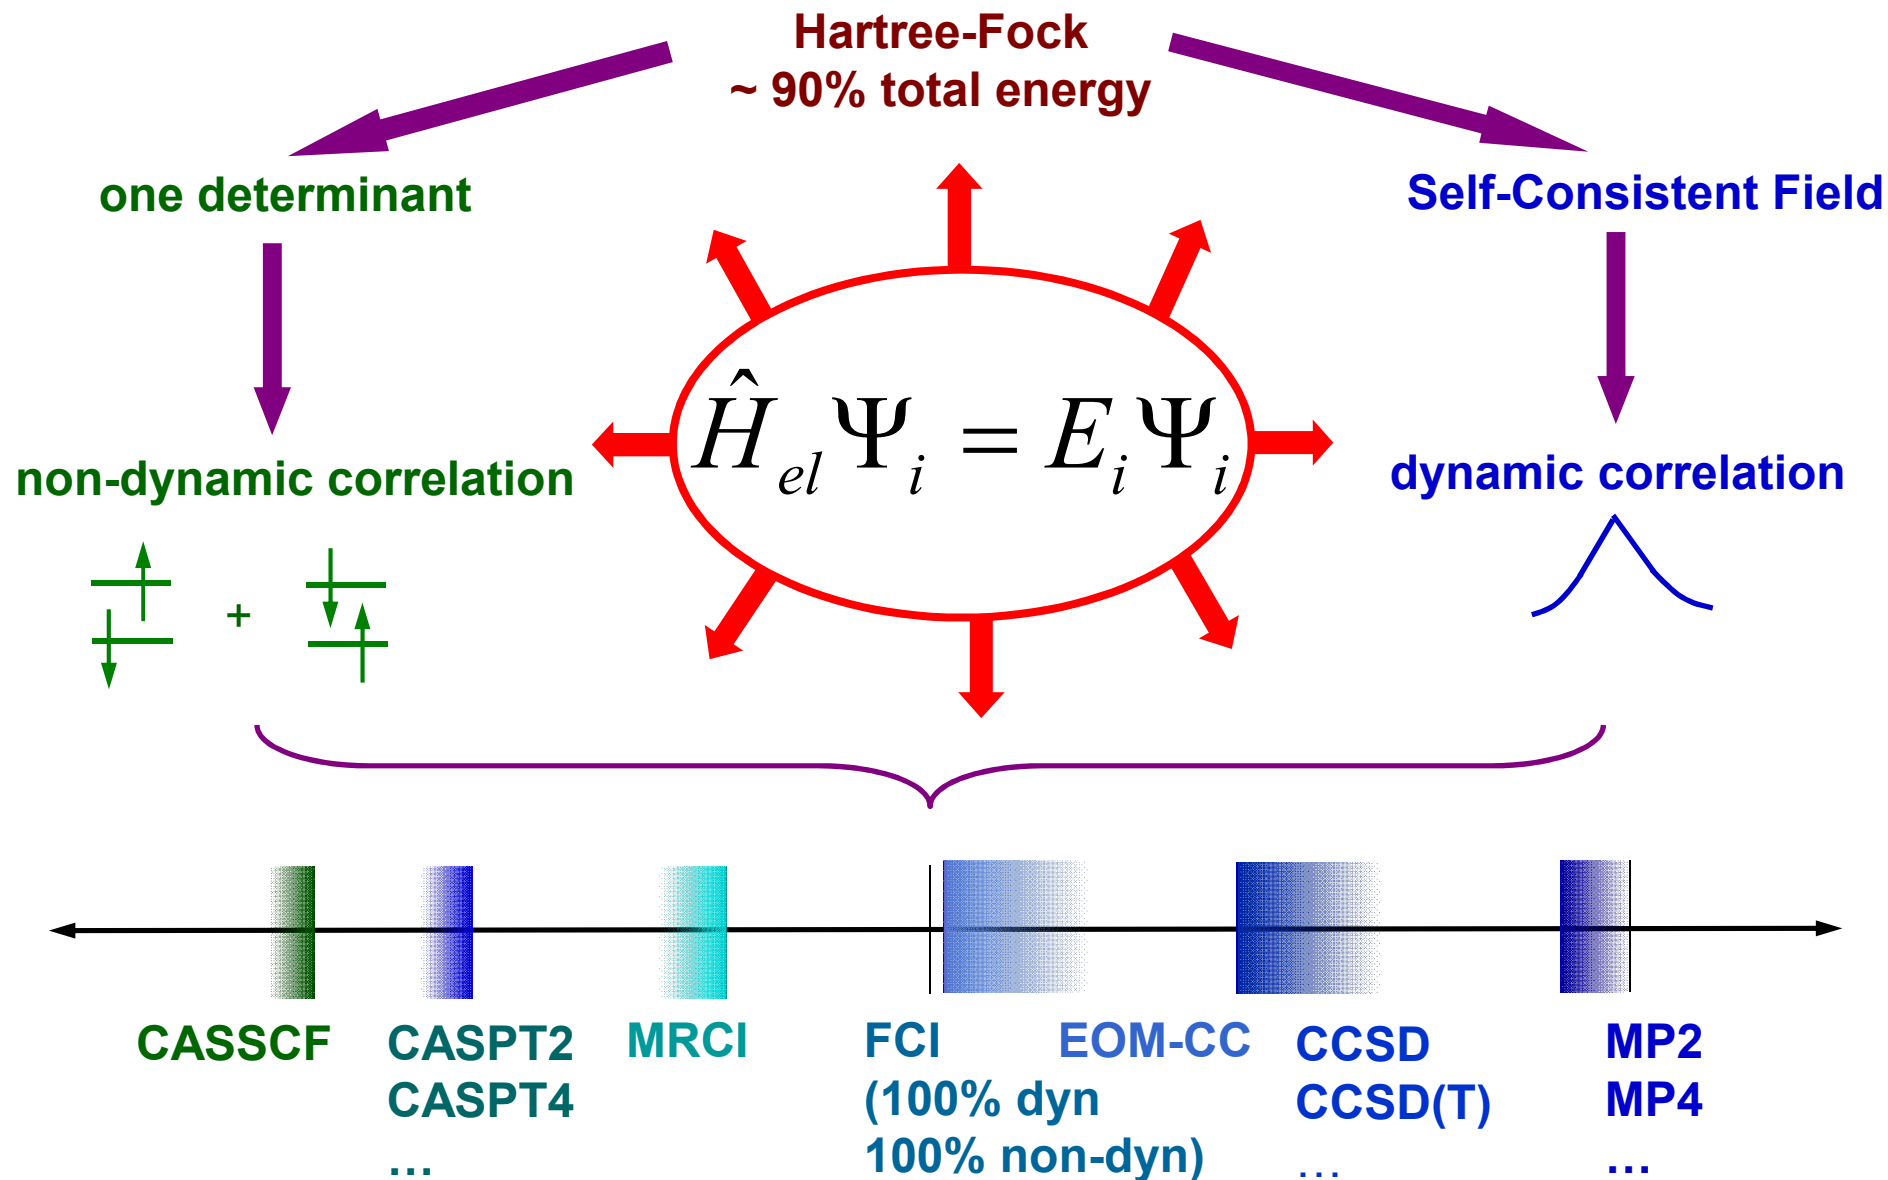 Hartree-Fock
~ 90% total energy
one determinant
Self-Consistent Field
Ĥ_el Ψ_i = E_i Ψ_i
non-dynamic correlation
dynamic correlation
+
CASSCF
CASPT2
CASPT4
…
MRCI
FCI
(100% dyn
100% non-dyn)
EOM-CC
CCSD
CCSD(T)
…
MP2
MP4
…